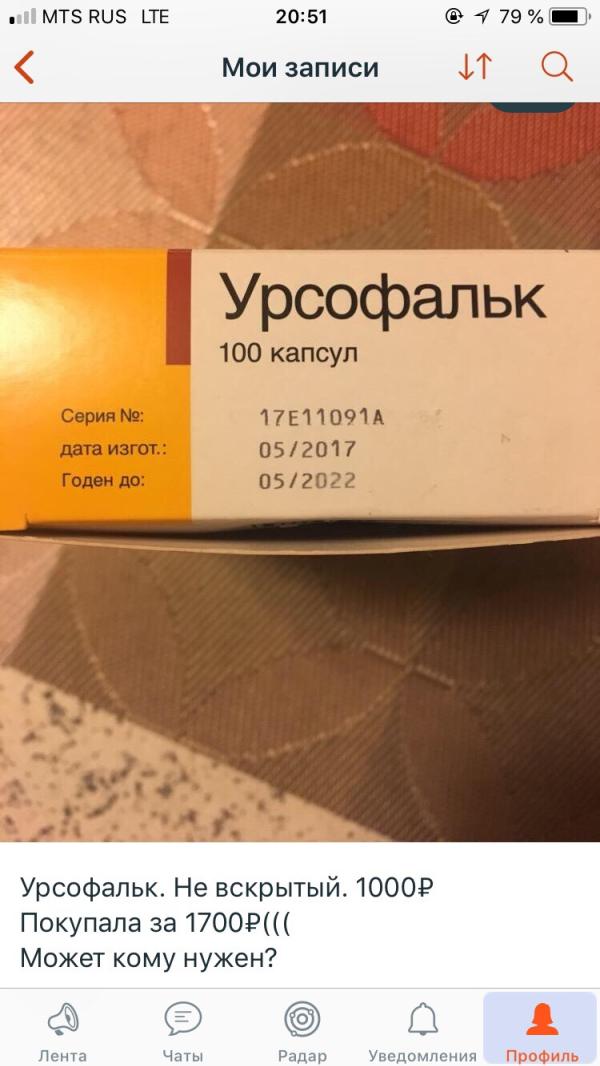 MTS RUS LTE 20:51 79 %
Мои записи
Урсофальк
100 капсул
Серия №: 17E11091A
дата изгот.: 05/2017
Годен до: 05/2022
Урсофальк. Не вскрытый. 1000₽
Покупала за 1700₽(((
Может кому нужен?
Лента Чаты Радар Уведомления Профиль